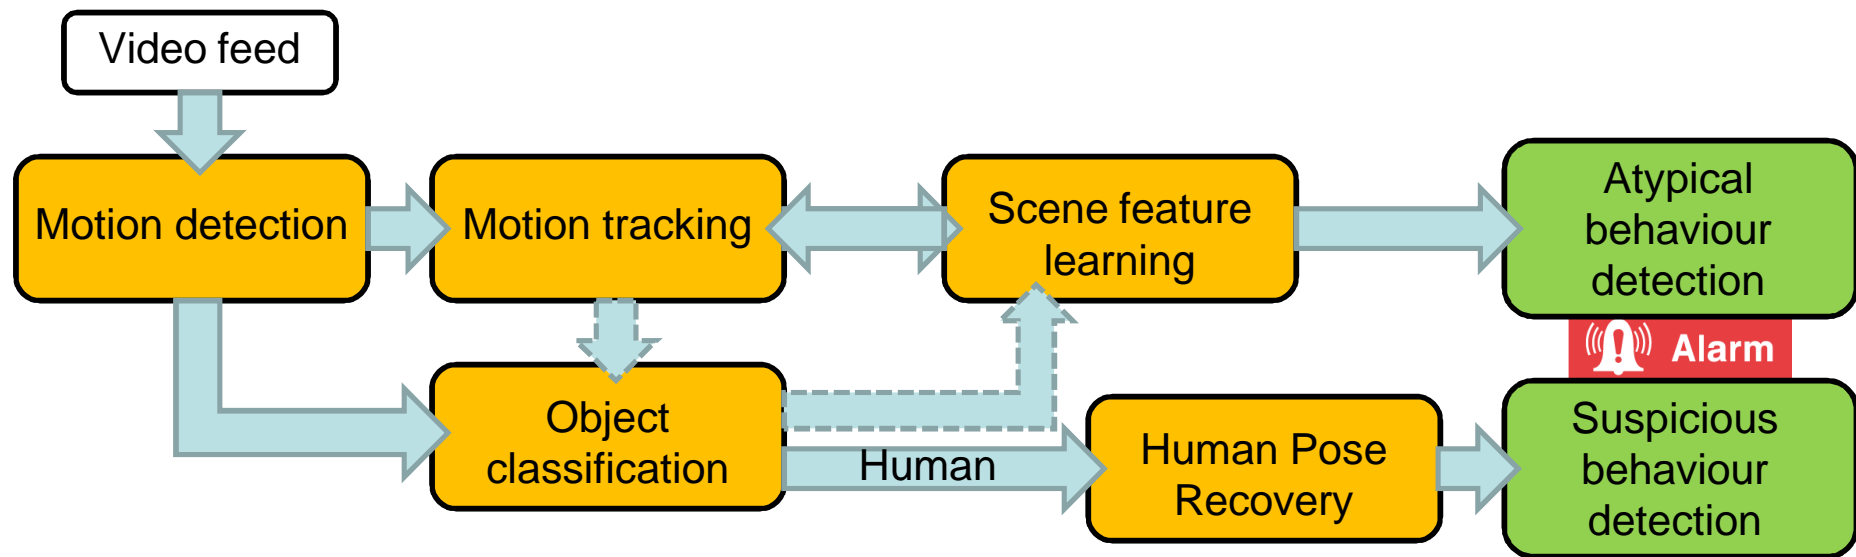 Video feed
Motion detection
Motion tracking
Scene feature
learning
Atypical
behaviour
detection
Alarm
Object
classification
Human
Human Pose
Recovery
Suspicious
behaviour
detection